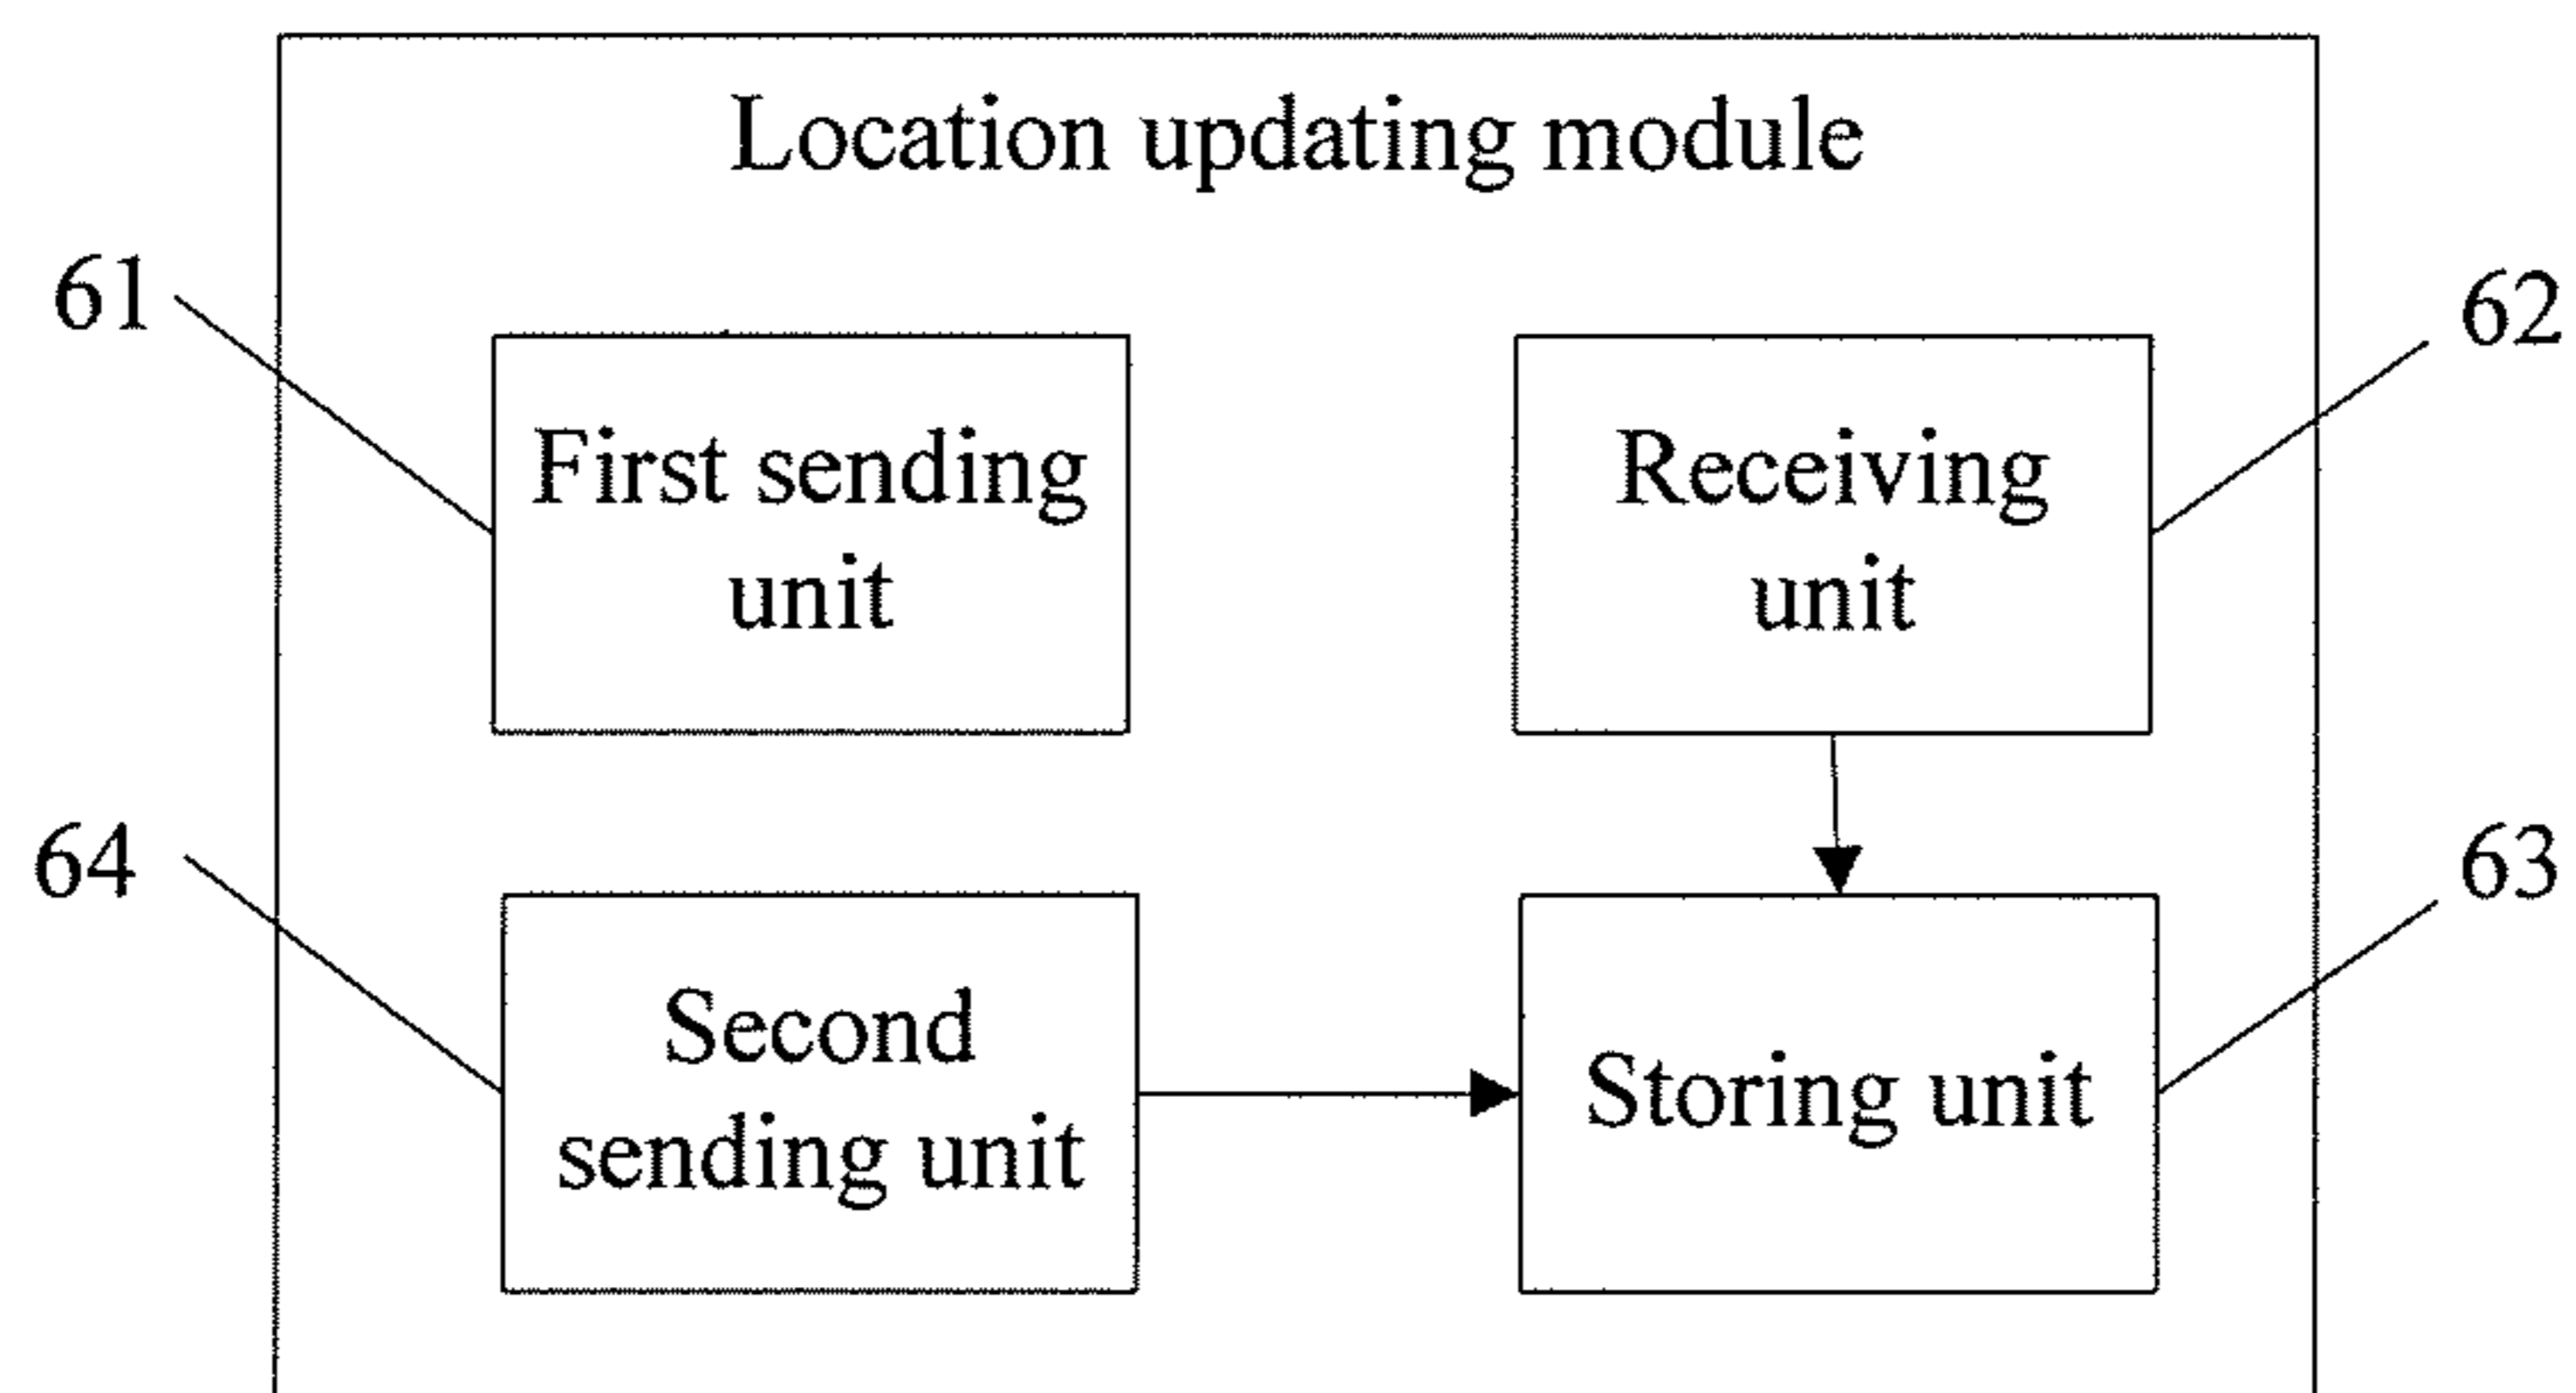 Location updating module
61
62
First sending
unit
Receiving
unit
64
63
Second
sending unit
Storing unit